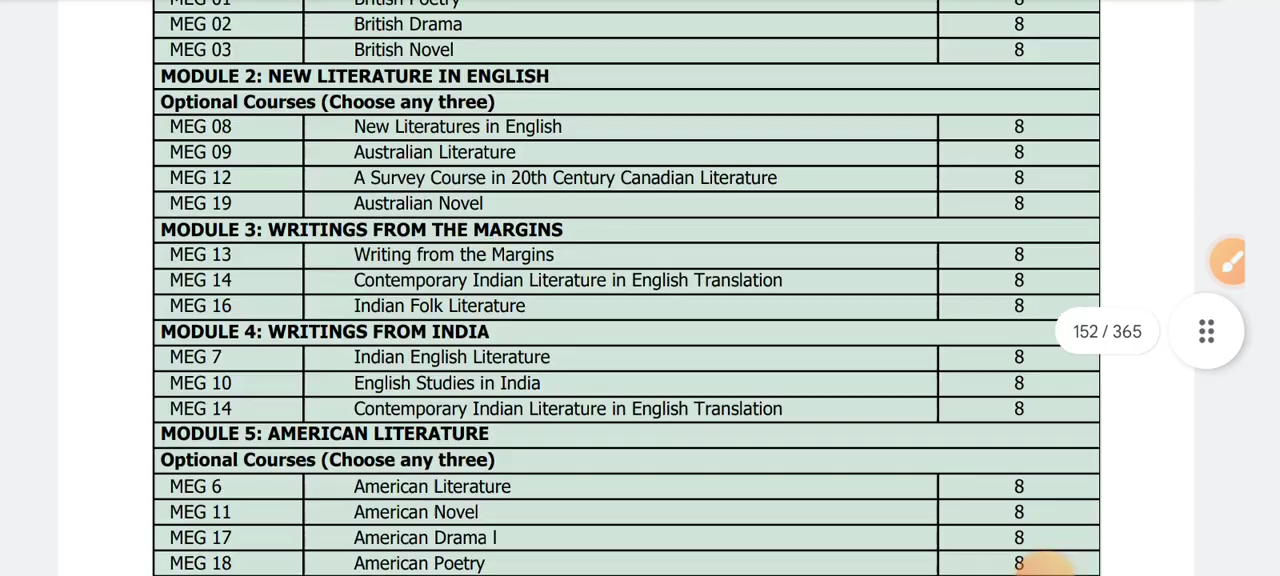 MEG 01 British Poetry 8
MEG 02 British Drama 8
MEG 03 British Novel 8
MODULE 2: NEW LITERATURE IN ENGLISH
Optional Courses (Choose any three)
MEG 08 New Literatures in English 8
MEG 09 Australian Literature 8
MEG 12 A Survey Course in 20th Century Canadian Literature 8
MEG 19 Australian Novel 8
MODULE 3: WRITINGS FROM THE MARGINS
MEG 13 Writing from the Margins 8
MEG 14 Contemporary Indian Literature in English Translation 8
MEG 16 Indian Folk Literature 8
MODULE 4: WRITINGS FROM INDIA
152 / 365
MEG 7 Indian English Literature 8
MEG 10 English Studies in India 8
MEG 14 Contemporary Indian Literature in English Translation 8
MODULE 5: AMERICAN LITERATURE
Optional Courses (Choose any three)
MEG 6 American Literature 8
MEG 11 American Novel 8
MEG 17 American Drama l 8
MEG 18 American Poetry 8